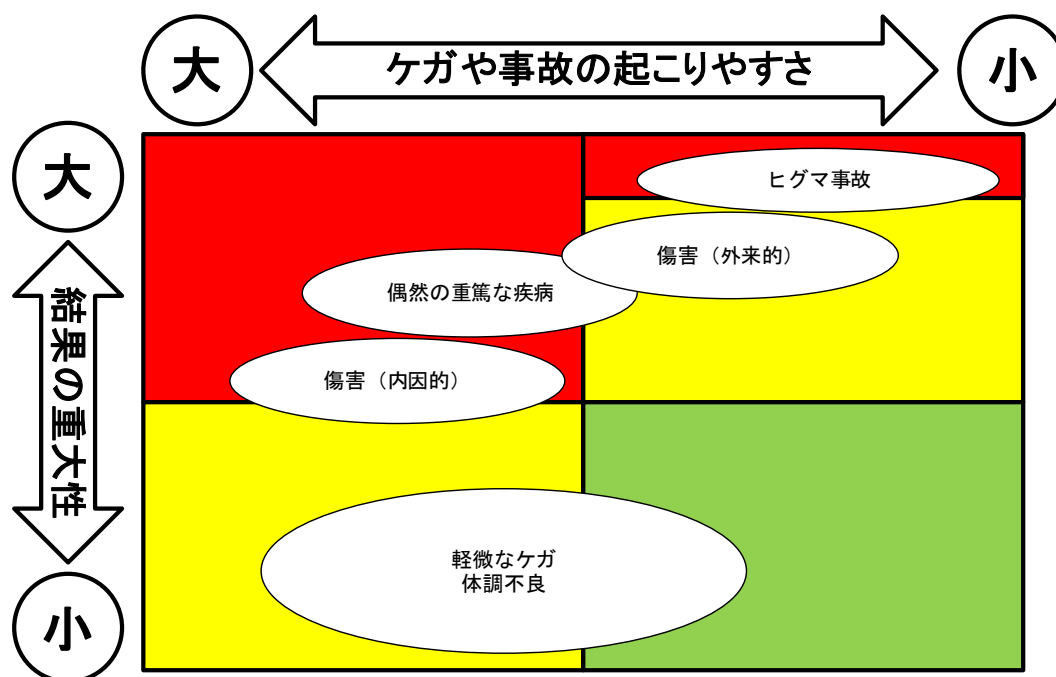 大
ケガや事故の起こりやすさ
小
大
結果の重大性
小
ヒグマ事故
傷害（外来的）
偶然の重篤な疾病
傷害（内因的）
軽微なケガ
体調不良